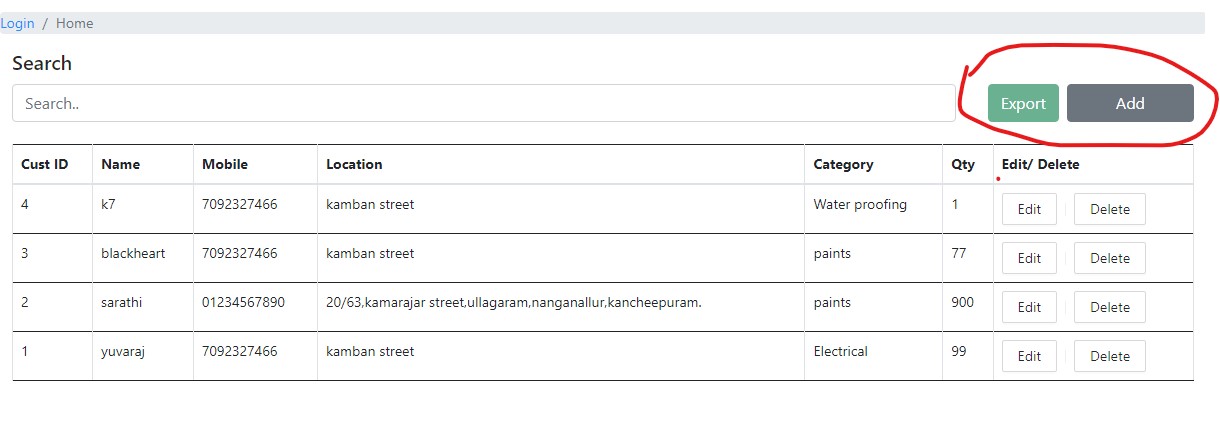 Login / Home
Search
Search.. Export Add
Cust ID Name Mobile Location Category Qty Edit/ Delete
4 k7 7092327466 kamban street Water proofing 1 Edit Delete
3 blackheart 7092327466 kamban street paints 77 Edit Delete
2 sarathi 01234567890 20/63,kamarajar street,ullagaram,nanganallur,kancheepuram. paints 900 Edit Delete
1 yuvaraj 7092327466 kamban street Electrical 99 Edit Delete